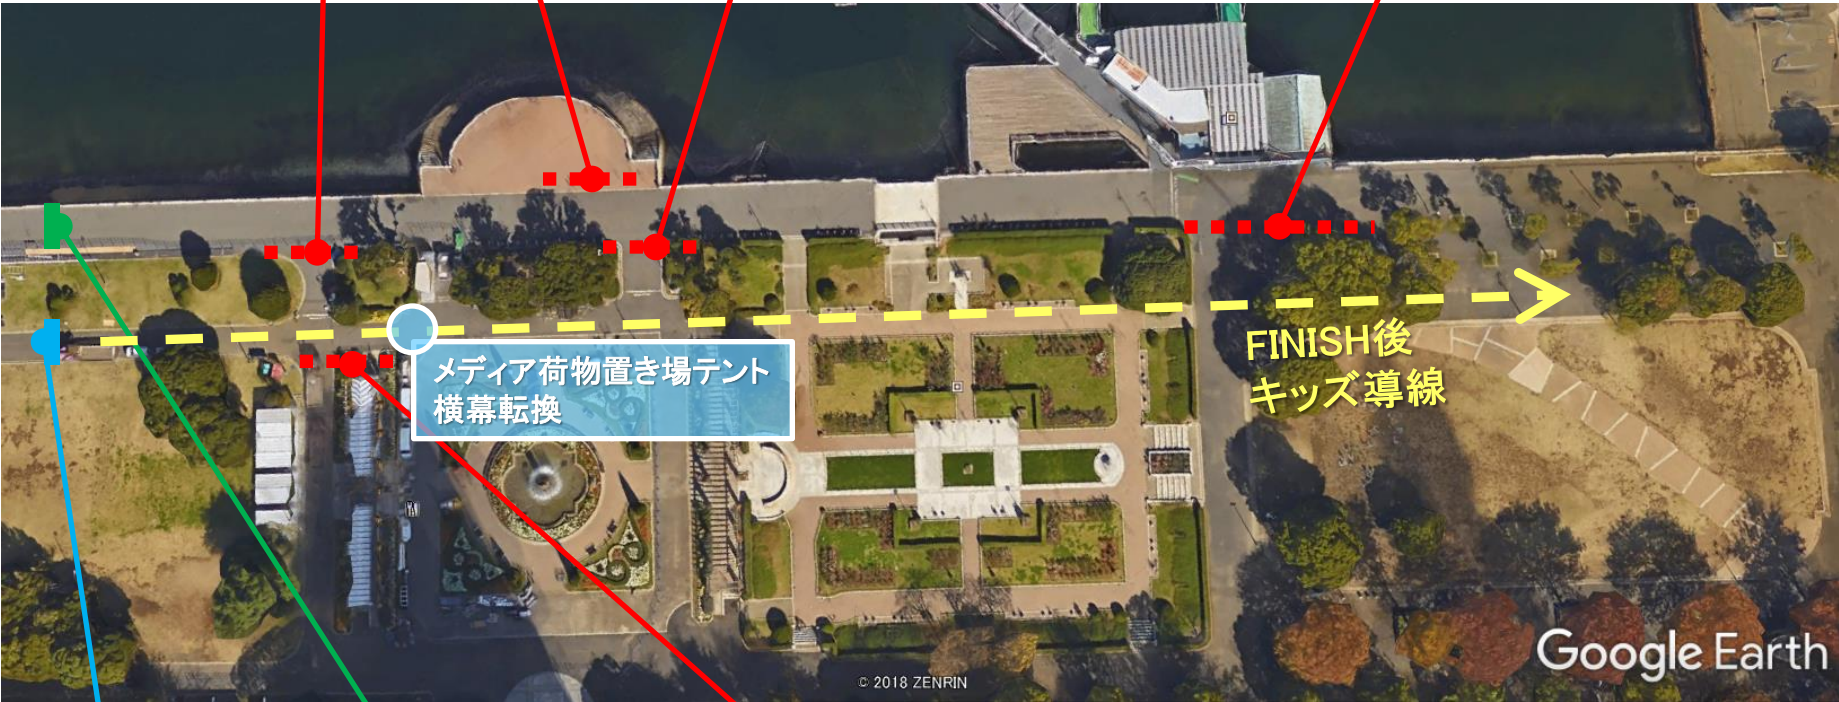 メディア荷物置き場テント
横幕転換
FINISH後
キッズ導線
Google Earth
© 2018 ZENRIN